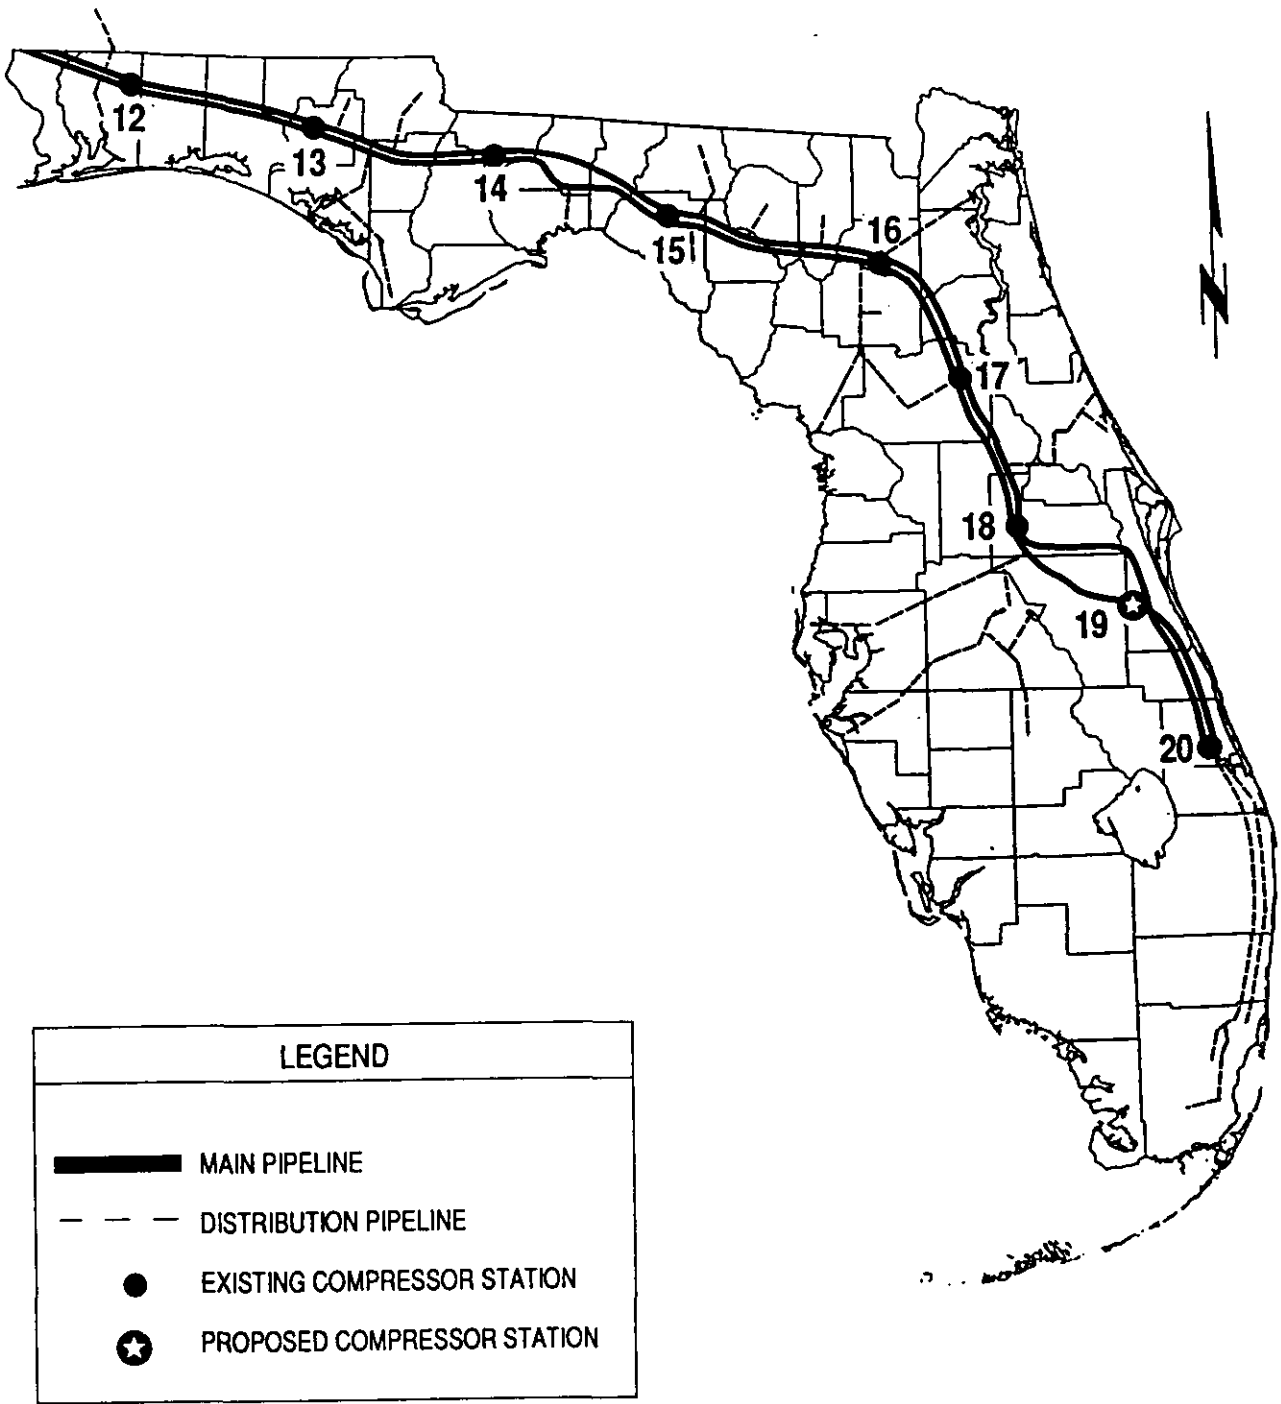 12
13
14
15
16
17
18
19
20
N
LEGEND
MAIN PIPELINE
DISTRIBUTION PIPELINE
EXISTING COMPRESSOR STATION
PROPOSED COMPRESSOR STATION